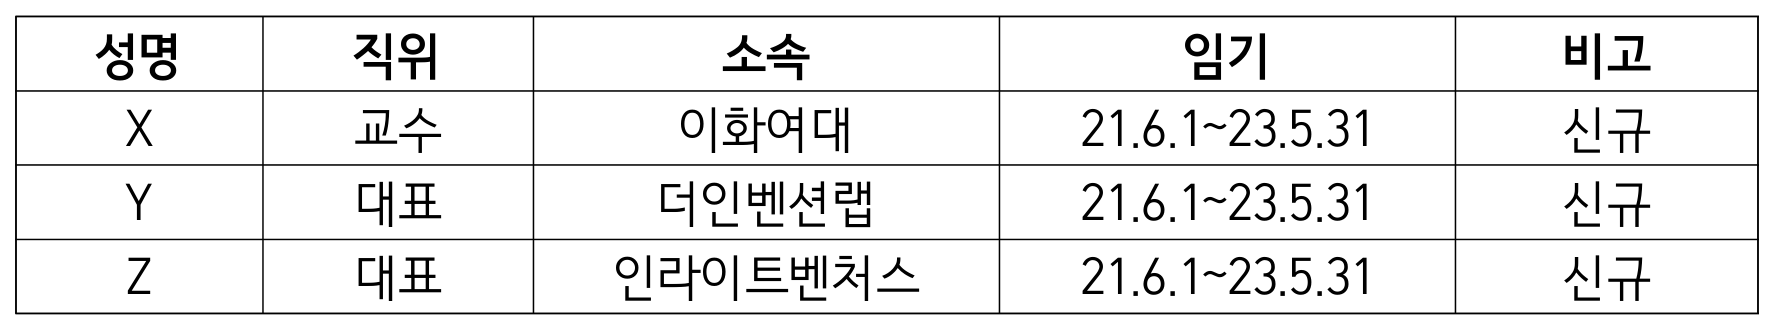 성명 직위 소속 임기 비고
X 교수 이화여대 21.6.1~23.5.31 신규
Y 대표 더인벤션랩 21.6.1~23.5.31 신규
Z 대표 인라이트벤처스 21.6.1~23.5.31 신규